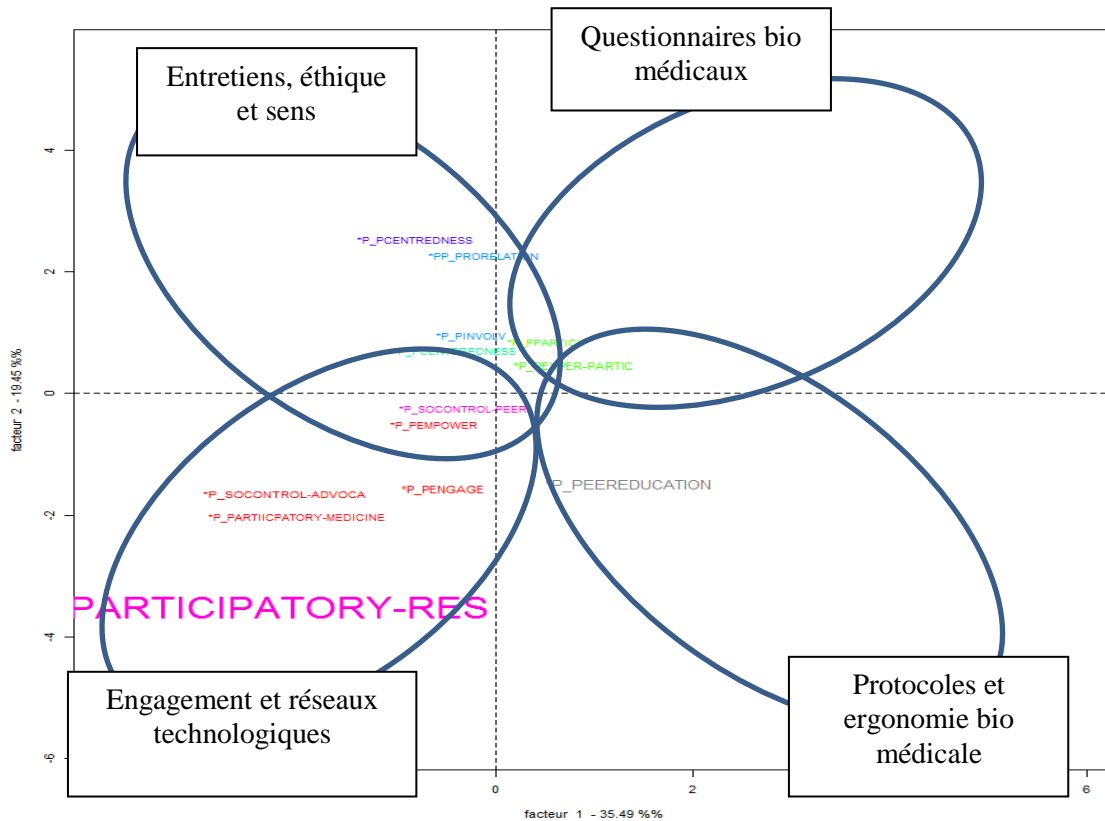 Questionnaires bio
médicaux
Entretiens, éthique
et sens
4
*P_PCENTREDNESS
PP_PRORELATION
2
*P_PINVOLV
*P_PPARTIC
0
*P_SOCONTROL-PEER
*P_PEMPOWER
*P_PENGAGE
*P_PEEREDUCATION
*P_SOCONTROL-ADVOCA
*P_PARTIICPATORY-MEDICINE
-2
PARTICIPATORY-RES
-4
Engagement et réseaux
technologiques
Protocoles et
ergonomie bio
médicale
-6
0
2
6
facteur 1 - 35.49 %%
facteur 2 - 19.45 %%